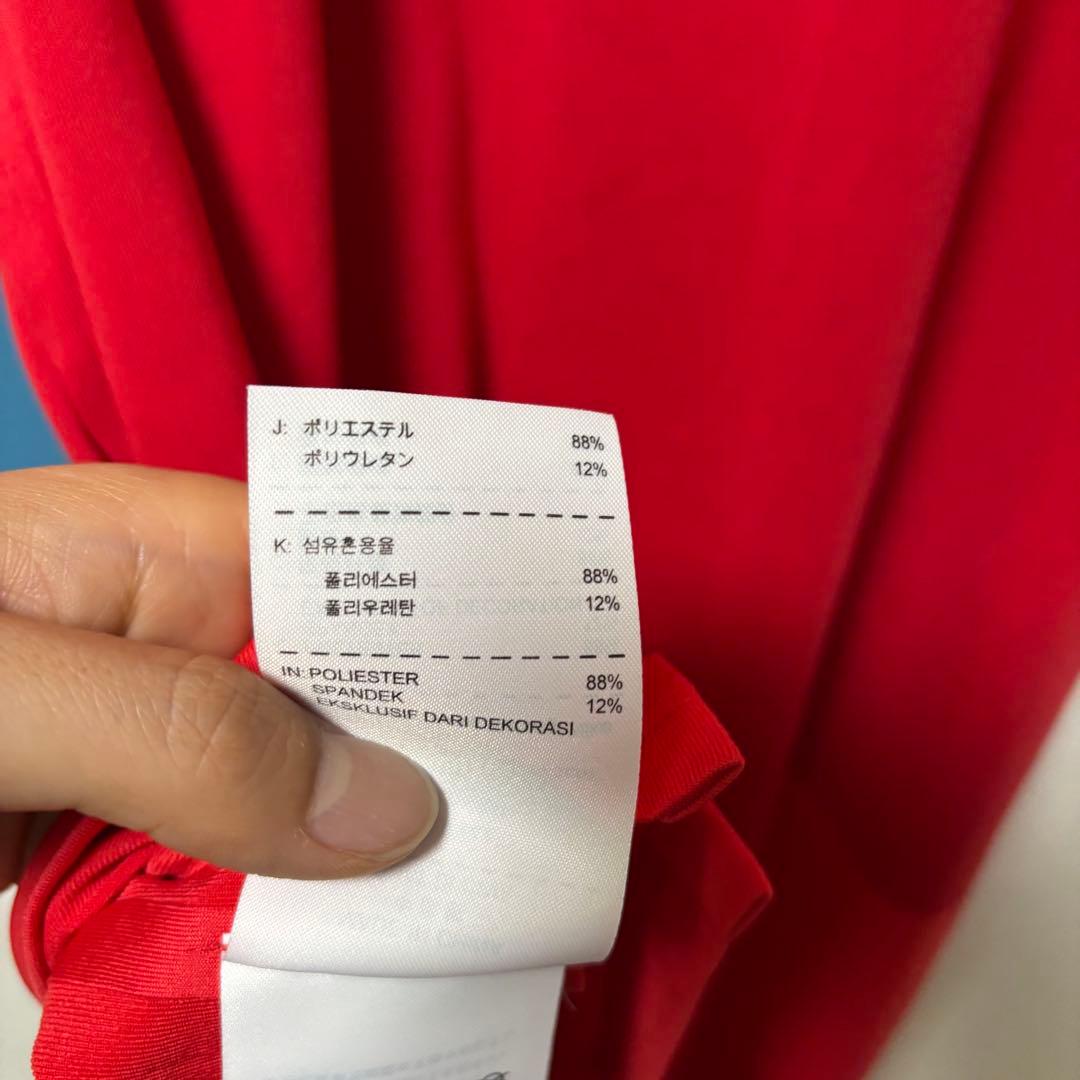 J: ポリエステル 88%
ポリウレタン 12%
K: 섬유혼용율
폴리에스터 88%
폴리우레탄 12%
IN: POLIESTER 88%
SPANDEK 12%
EKSKLUSIF DARI DEKORASI